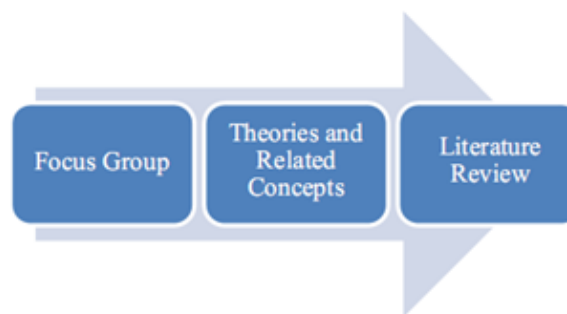 Focus Group
Theories and
Related
Concepts
Literature
Review